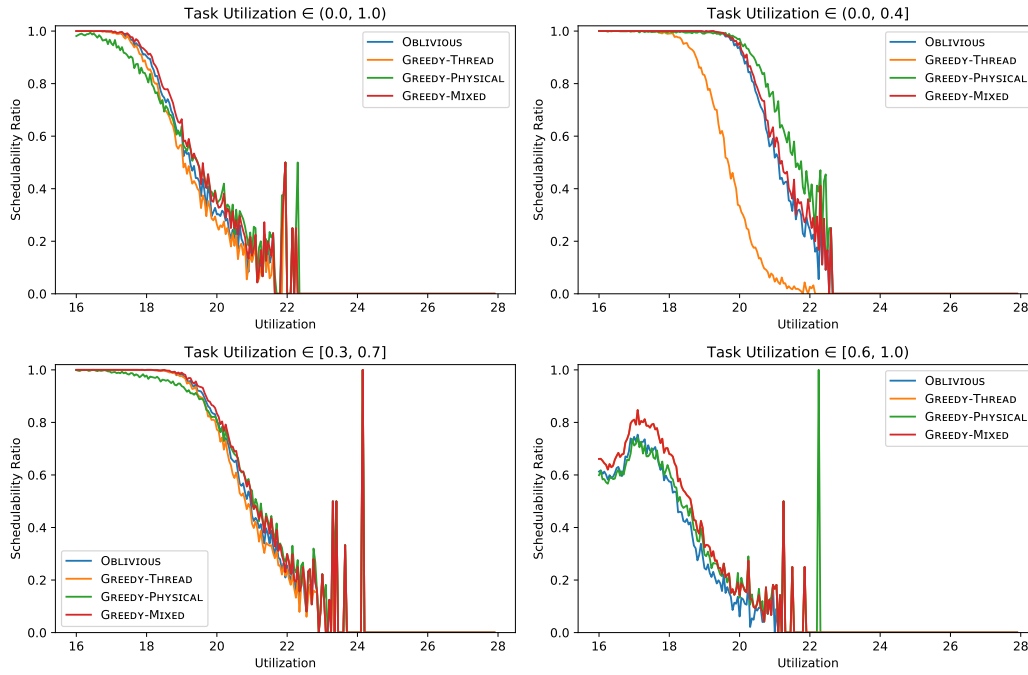 Task Utilization ∈ (0.0, 1.0)
1.0
0.8
0.6
0.4
0.2
0.0
Schedulability Ratio
OBLIVIOUS
GREEDY-THREAD
GREEDY-PHYSICAL
GREEDY-MIXED
16 18 20 22 24 26 28
Utilization
Task Utilization ∈ (0.0, 0.4]
1.0
0.8
0.6
0.4
0.2
0.0
Schedulability Ratio
OBLIVIOUS
GREEDY-THREAD
GREEDY-PHYSICAL
GREEDY-MIXED
16 18 20 22 24 26 28
Utilization
Task Utilization ∈ [0.3, 0.7]
1.0
0.8
0.6
0.4
0.2
0.0
Schedulability Ratio
OBLIVIOUS
GREEDY-THREAD
GREEDY-PHYSICAL
GREEDY-MIXED
16 18 20 22 24 26 28
Utilization
Task Utilization ∈ [0.6, 1.0)
1.0
0.8
0.6
0.4
0.2
0.0
Schedulability Ratio
OBLIVIOUS
GREEDY-THREAD
GREEDY-PHYSICAL
GREEDY-MIXED
16 18 20 22 24 26 28
Utilization